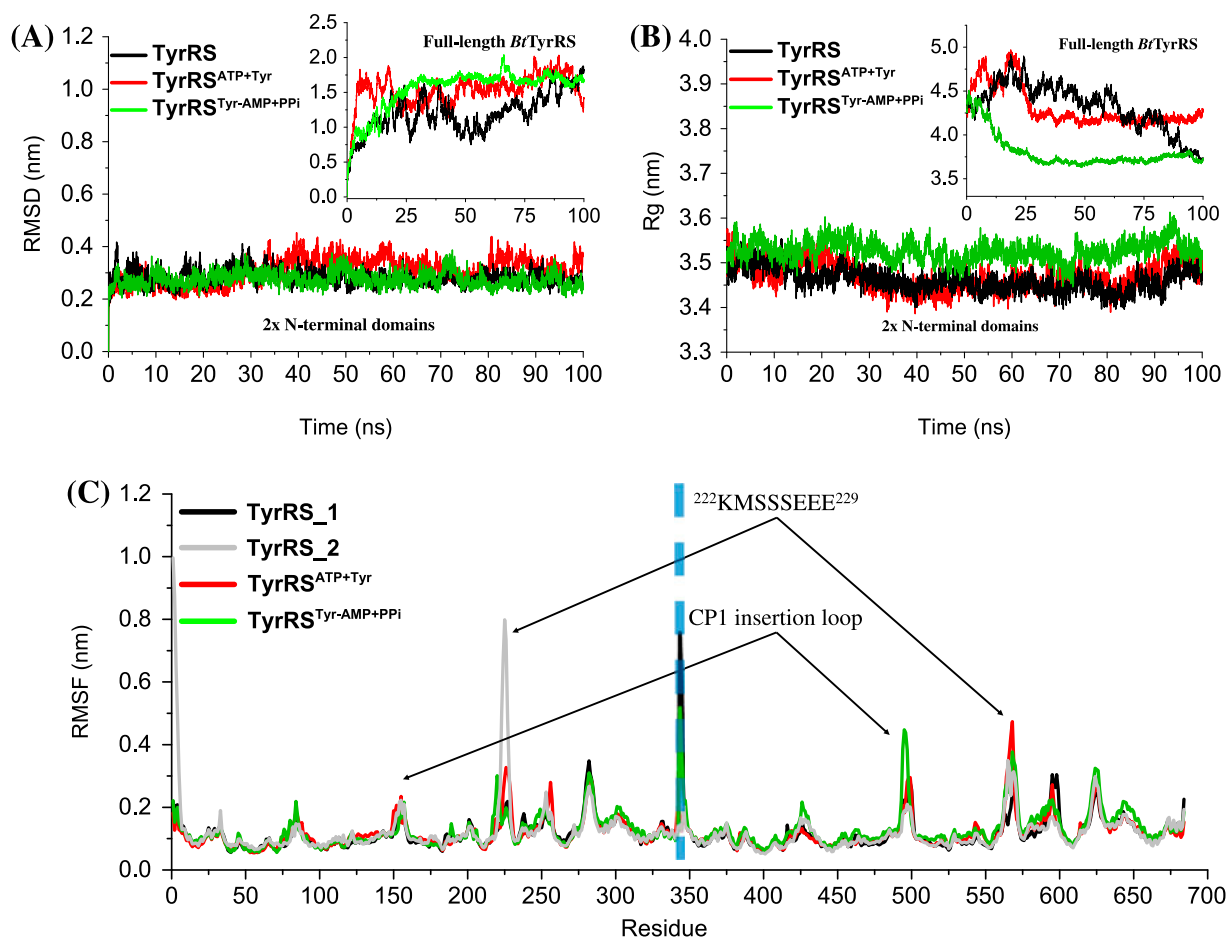 (A)
TyrRS
TyrRS^ATP+Tyr
TyrRS^Tyr-AMP+PPi
Full-length BtTyrRS
2.5
2.0
1.5
1.0
0.5
0.0
0 25 50 75 100
1.2
1.0
0.8
0.6
0.4
0.2
0.0
RMSD (nm)
2x N-terminal domains
0 10 20 30 40 50 60 70 80 90 100
Time (ns)
(B)
TyrRS
TyrRS^ATP+Tyr
TyrRS^Tyr-AMP+PPi
Full-length BtTyrRS
5.0
4.5
4.0
3.5
0 25 50 75 100
4.0
3.9
3.8
3.7
3.6
3.5
3.4
3.3
Rg (nm)
2x N-terminal domains
0 10 20 30 40 50 60 70 80 90 100
Time (ns)
(C)
TyrRS_1
TyrRS_2
TyrRS^ATP+Tyr
TyrRS^Tyr-AMP+PPi
^222KMSSSEEE^229
CP1 insertion loop
1.2
1.0
0.8
0.6
0.4
0.2
0.0
RMSF (nm)
0 50 100 150 200 250 300 350 400 450 500 550 600 650 700
Residue